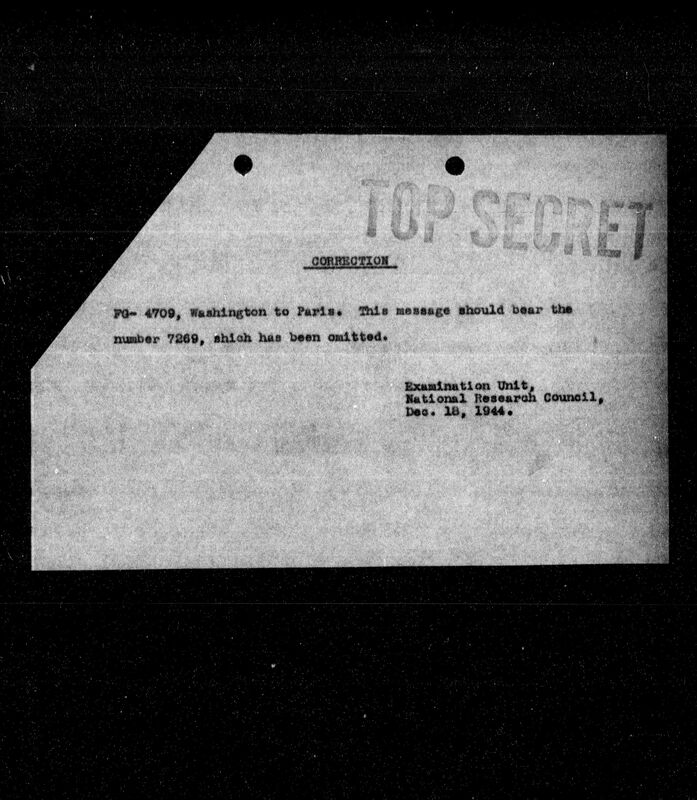 TOP SECRET
CORRECTION
FG- 4709, Washington to Paris. This message should bear the
number 7269, shich has been omitted.
Examination Unit,
National Research Council,
Dec. 18, 1944.